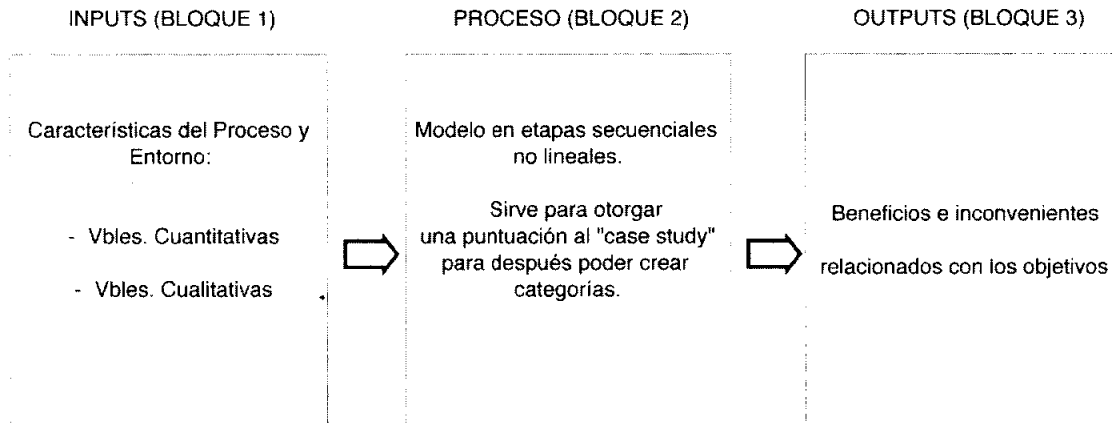 INPUTS (BLOQUE 1)
PROCESO (BLOQUE 2)
OUTPUTS (BLOQUE 3)
Características del Proceso y
Entorno:
- Vbles. Cuantitativas
- Vbles. Cualitativas
Modelo en etapas secuenciales
no lineales.
Sirve para otorgar
una puntuación al "case study"
para después poder crear
categorías.
Beneficios e inconvenientes
relacionados con los objetivos